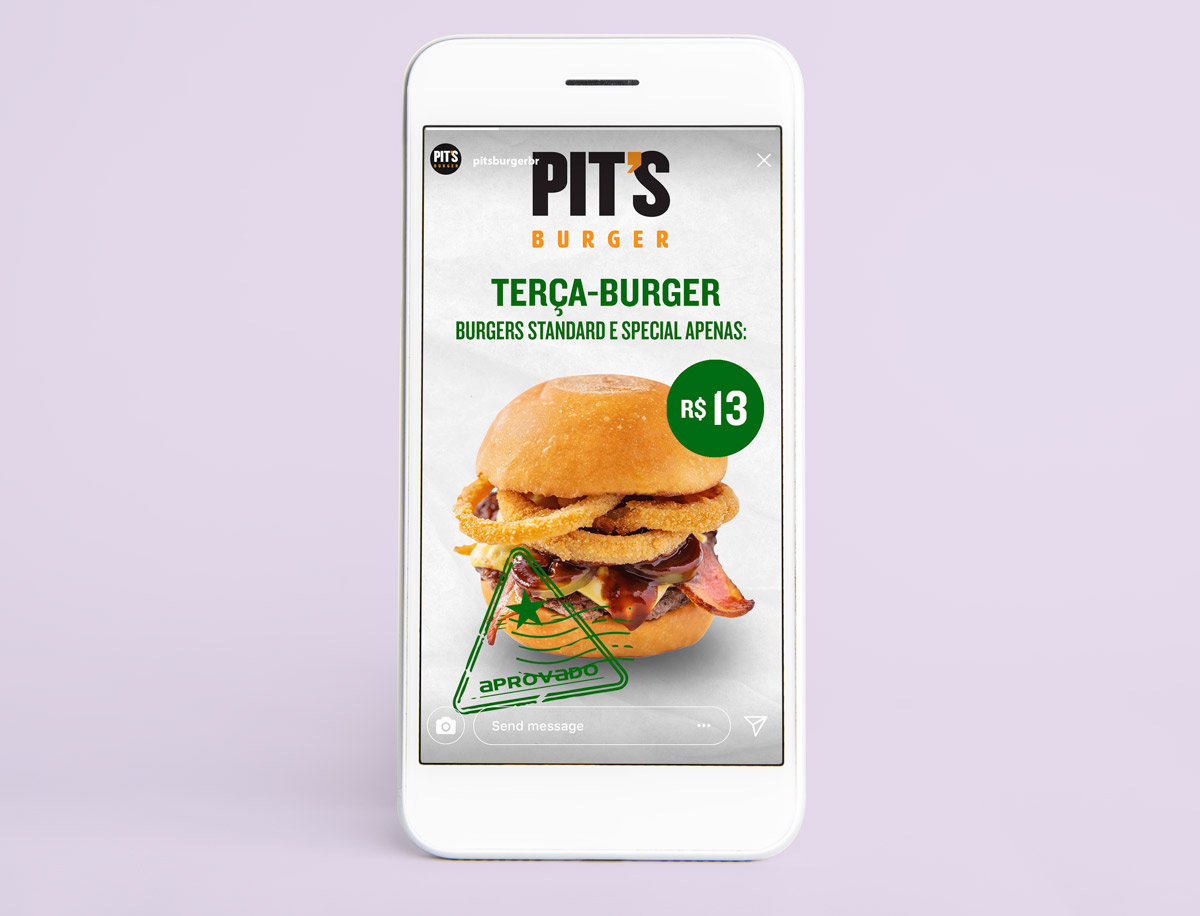 PIT'S
BURGER
pitsburgerbr
PIT'S
BURGER
TERÇA-BURGER
BURGERS STANDARD E SPECIAL APENAS:
R$ 13
APROVADO
Send message